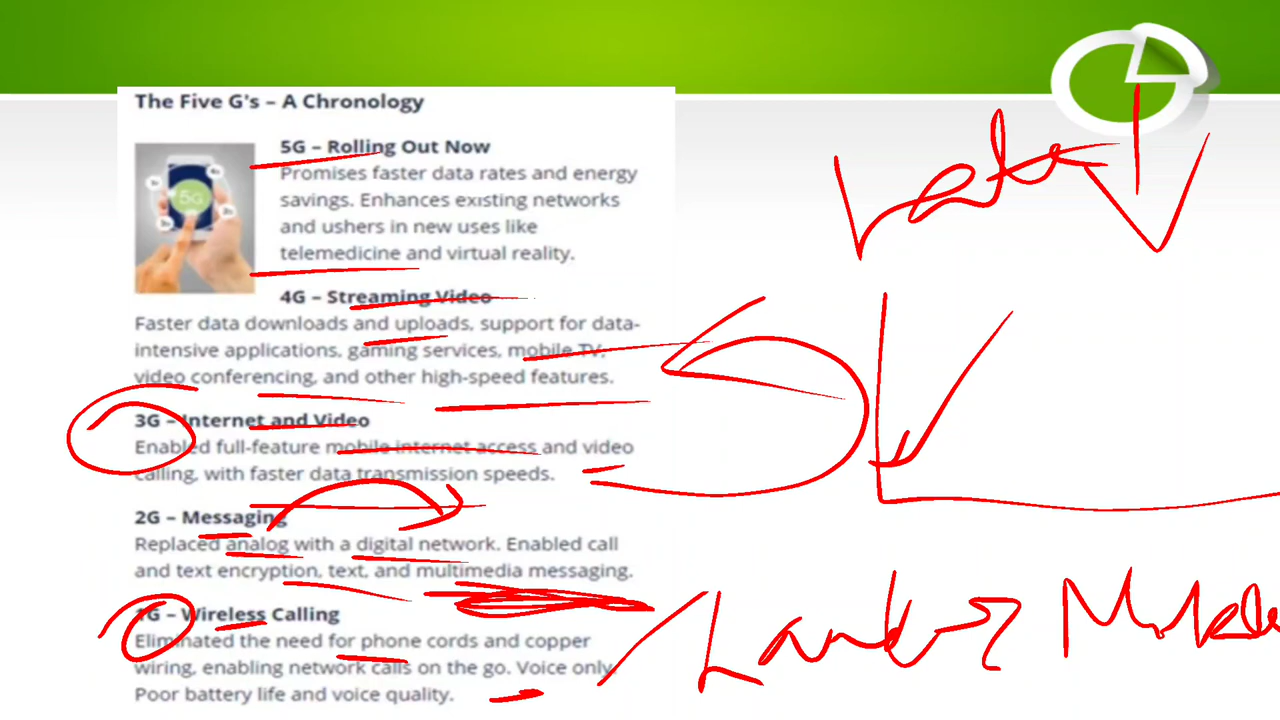 The Five G's – A Chronology
5G – Rolling Out Now
Promises faster data rates and energy
savings. Enhances existing networks
and ushers in new uses like
telemedicine and virtual reality.
5G
4G – Streaming Video
Faster data downloads and uploads, support for data-
intensive applications, gaming services, mobile TV,
video conferencing, and other high-speed features.
3G – Internet and Video
Enabled full-feature mobile internet access and video
calling, with faster data transmission speeds.
2G – Messaging
Replaced analog with a digital network. Enabled call
and text encryption, text, and multimedia messaging.
1G – Wireless Calling
Eliminated the need for phone cords and copper
wiring, enabling network calls on the go. Voice only.
Poor battery life and voice quality.